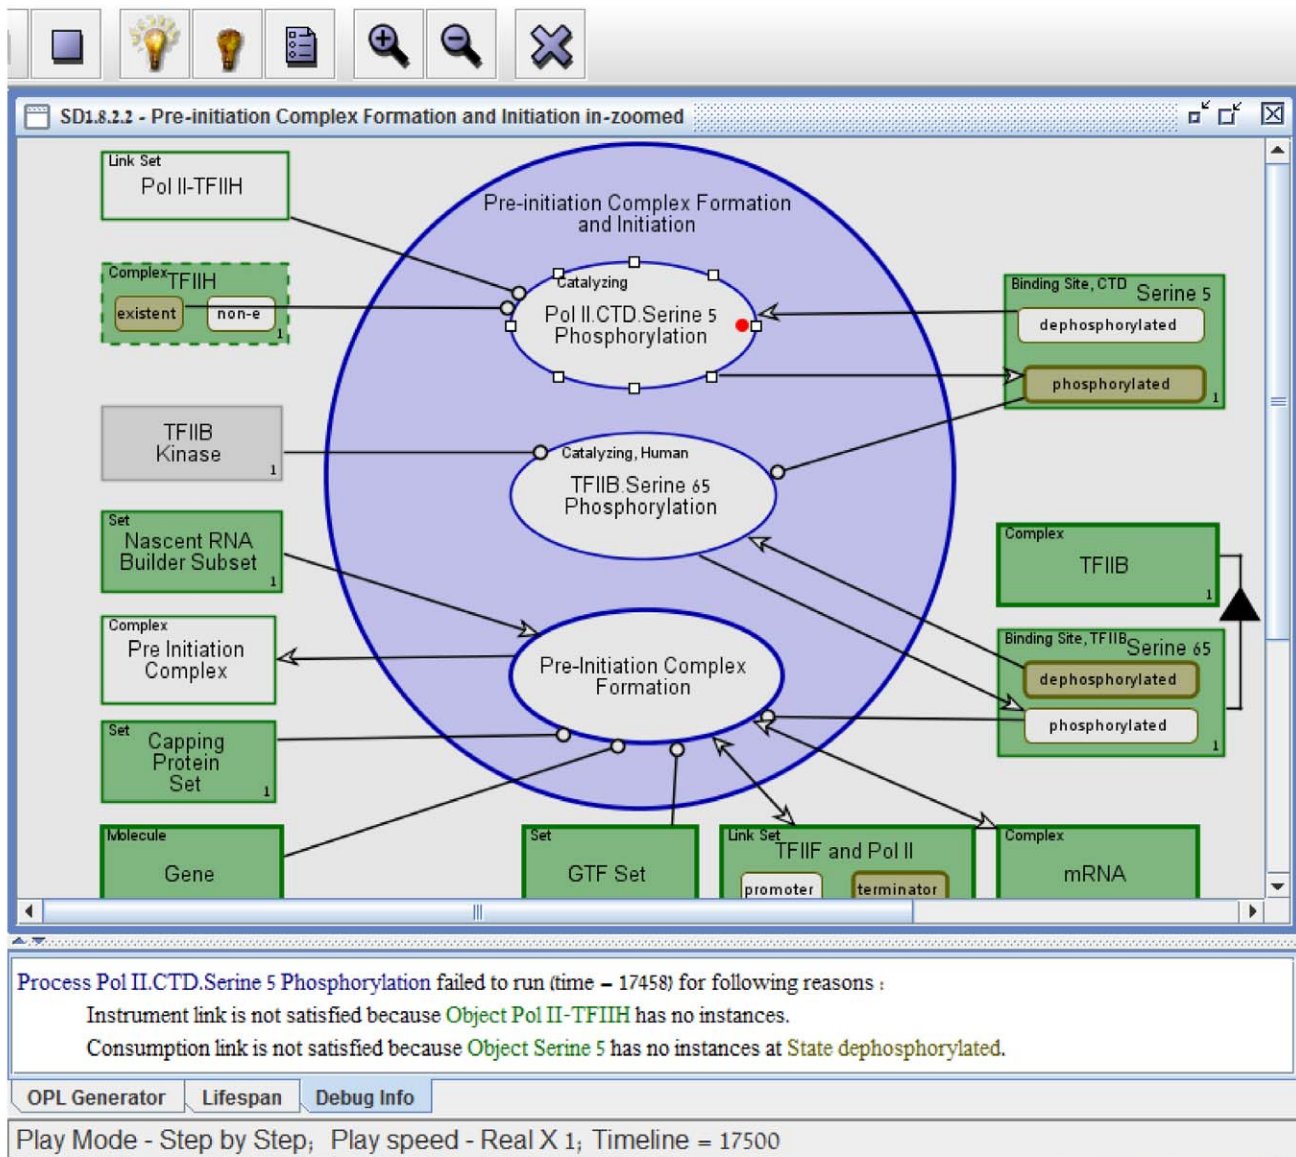 SD1.8.2.2 - Pre-initiation Complex Formation and Initiation in-zoomed
Link Set
Pol II-TFIIH
Pre-initiation Complex Formation
and Initiation
Complex
TFIIH
existent
non-e
1
Catalyzing
Pol II.CTD.Serine 5
Phosphorylation
Binding Site, CTD
Serine 5
dephosphorylated
phosphorylated
1
TFIIB
Kinase
1
Catalyzing, Human
TFIIB.Serine 65
Phosphorylation
Set
Nascent RNA
Builder Subset
1
Complex
TFIIB
1
Complex
Pre Initiation
Complex
Pre-Initiation Complex
Formation
Binding Site, TFIIB
Serine 65
dephosphorylated
phosphorylated
1
Set
Capping
Protein
Set
1
Molecule
Gene
Set
GTF Set
Link Set
TFIIF and Pol II
promoter
terminator
Complex
mRNA
Process Pol II.CTD.Serine 5 Phosphorylation failed to run (time – 17458) for following reasons :
Instrument link is not satisfied because Object Pol II-TFIIH has no instances.
Consumption link is not satisfied because Object Serine 5 has no instances at State dephosphorylated.
OPL Generator
Lifespan
Debug Info
Play Mode - Step by Step; Play speed - Real X 1; Timeline = 17500